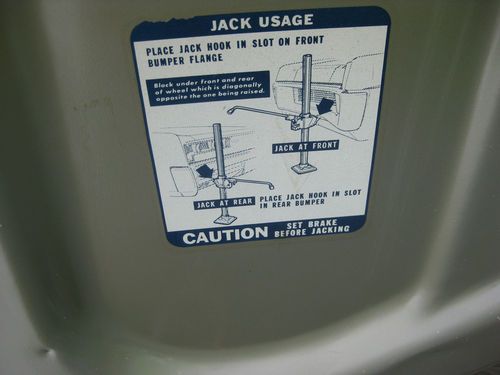 JACK USAGE
PLACE JACK HOOK IN SLOT ON FRONT
BUMPER FLANGE
Block under front and rear
of wheel which is diagonally
opposite the one being raised.
JACK AT FRONT
JACK AT REAR
PLACE JACK HOOK IN SLOT
IN REAR BUMPER
CAUTION SET BRAKE
BEFORE JACKING